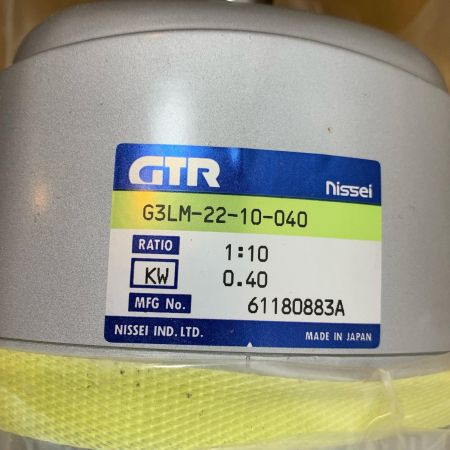 GTR Nissei
G3LM-22-10-040
RATIO 1:10
KW 0.40
MFG No. 61180883A
NISSEI IND. LTD. MADE IN JAPAN